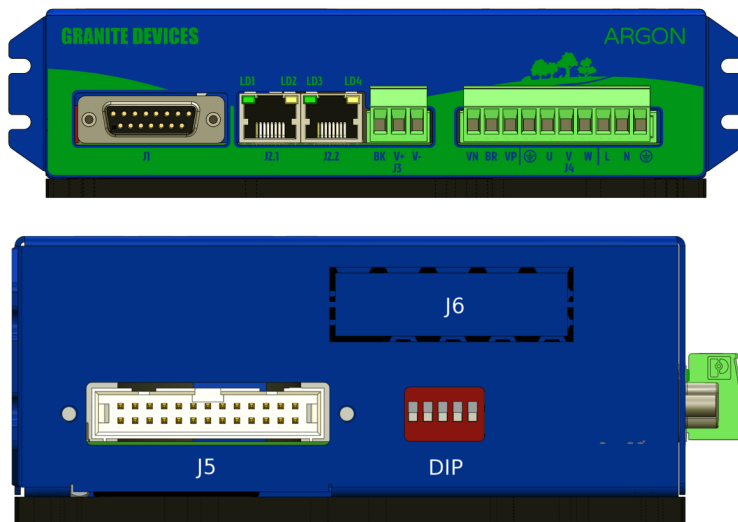 GRANITE DEVICES
ARGON
LD1 LD2 LD3 LD4
J1
J2.1
J2.2
BK V+ V-
J3
VN BR VP U V W L N
J4
J6
J5
DIP